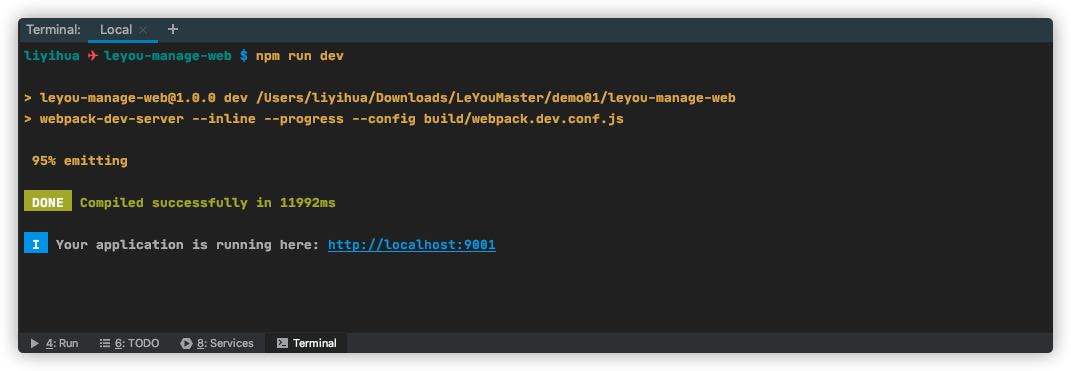 Terminal: Local × +
liyihua ✈ leyou-manage-web $ npm run dev
> leyou-manage-web@1.0.0 dev /Users/liyihua/Downloads/LeYouMaster/demo01/leyou-manage-web
> webpack-dev-server --inline --progress --config build/webpack.dev.conf.js
95% emitting
DONE Compiled successfully in 11992ms
I Your application is running here: http://localhost:9001
4: Run 6: TODO 8: Services Terminal